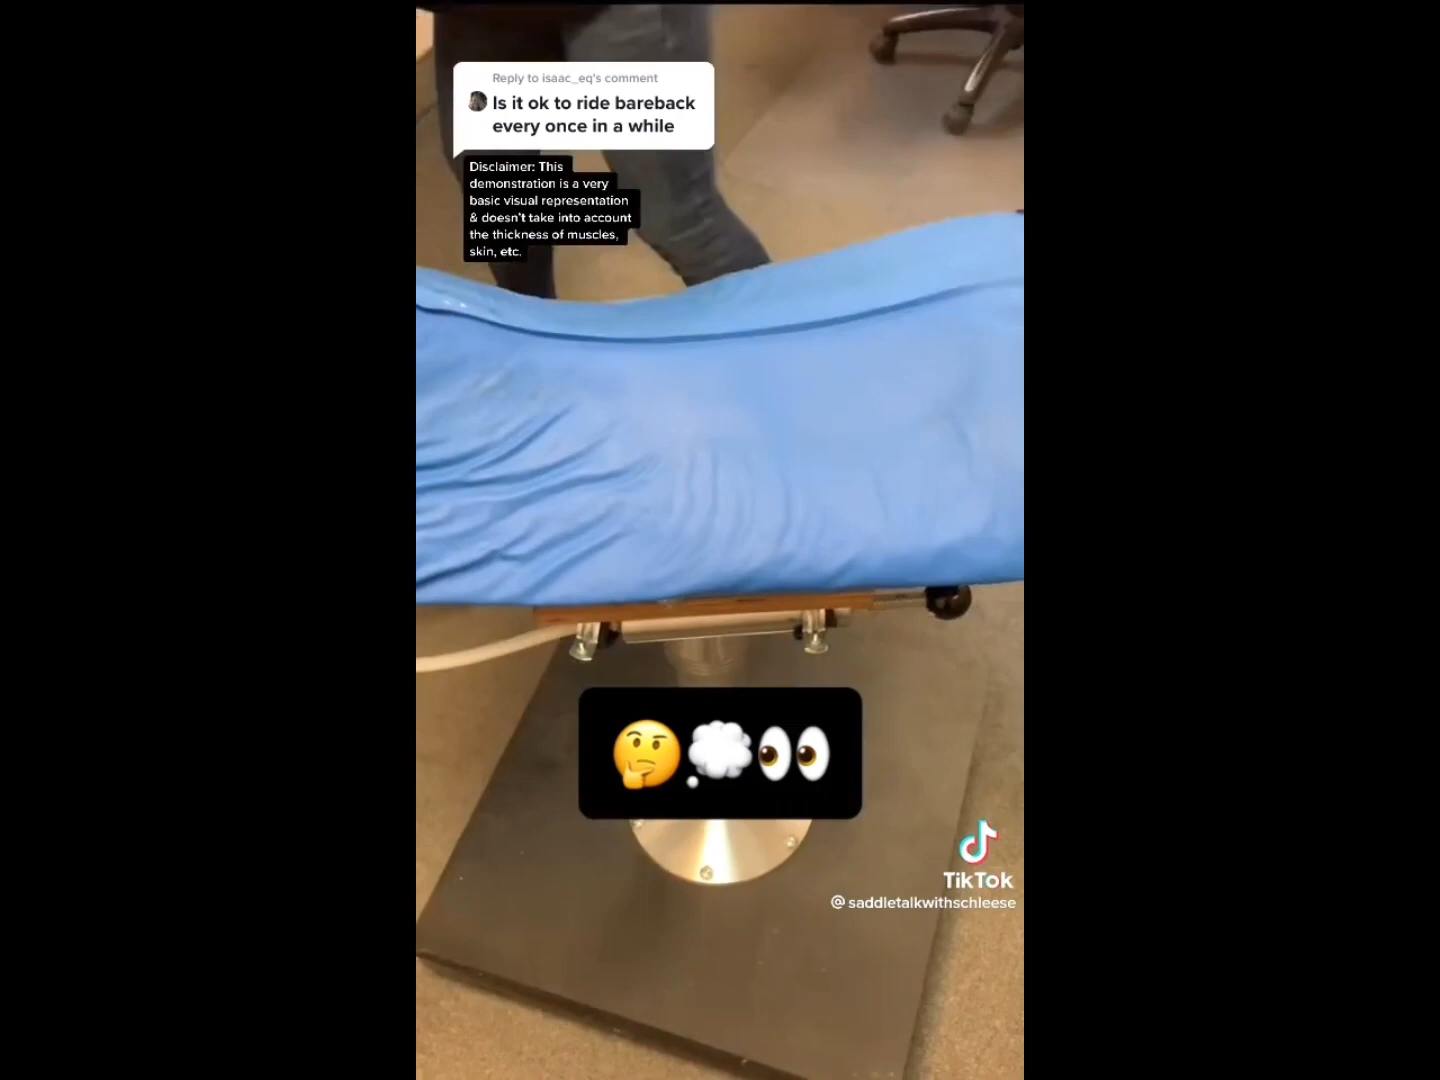 Reply to isaac_eq's comment
Is it ok to ride bareback
every once in a while
Disclaimer: This
demonstration is a very
basic visual representation
& doesn't take into account
the thickness of muscles,
skin, etc.
TikTok
@saddletalkwithschleese